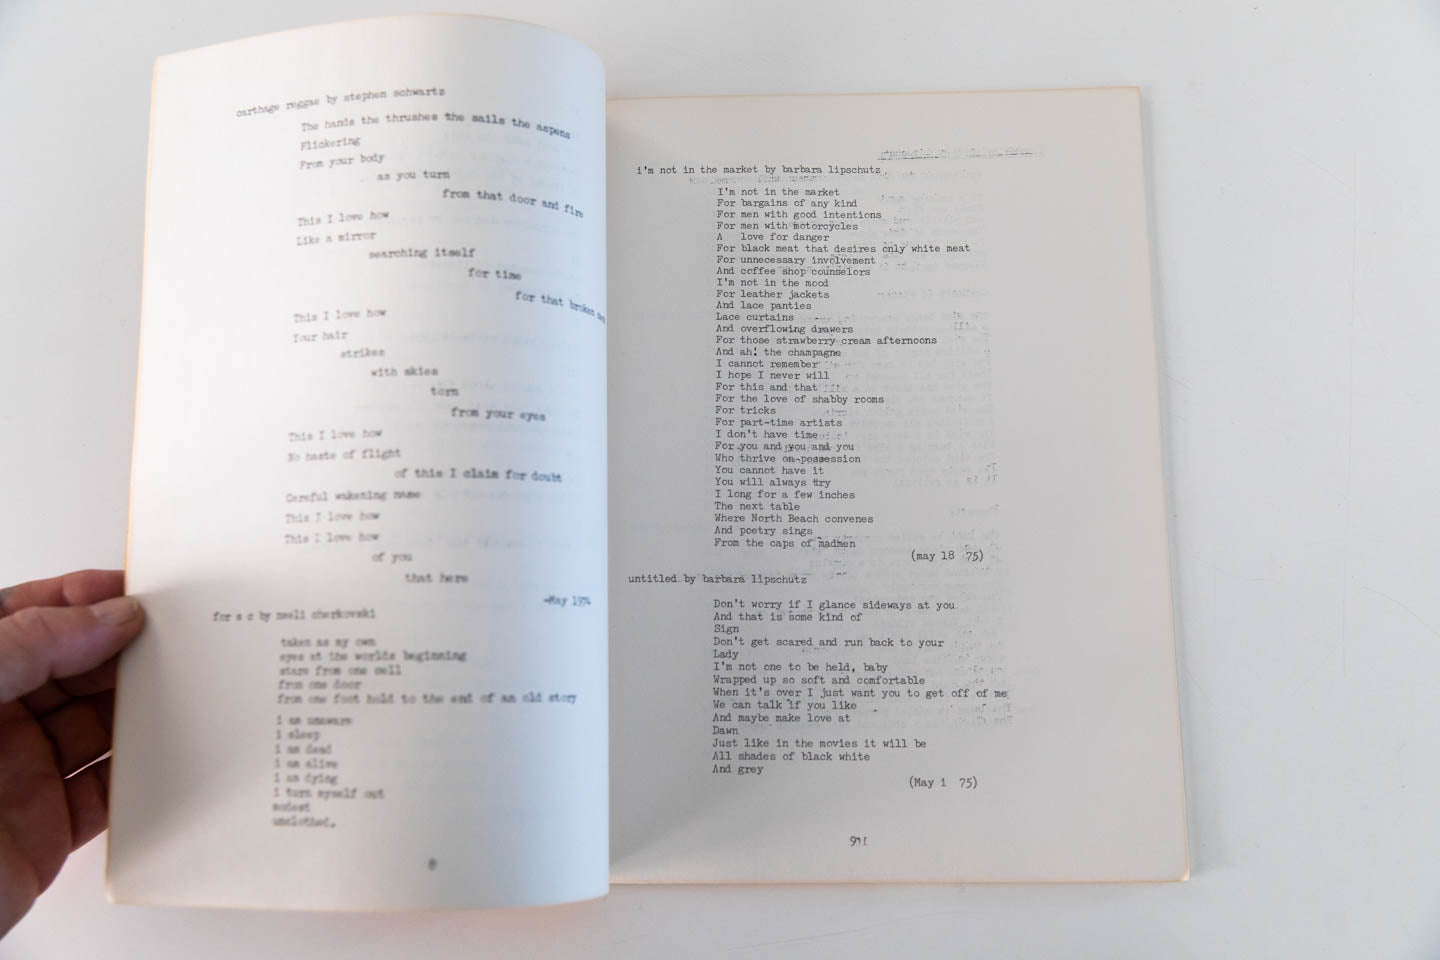 carthage reggae by stephen schwartz
The hands the thrushes the sails the aspens
Flickering
From your body
as you turn
from that door and fire
This I love how
Like a mirror
searching itself
for time
for that broken
This I love how
Your hair
strikes
with skies
torn
from your eyes
This I love how
No haste of flight
of this I claim for doubt
Careful wakening name
This I love how
This I love how
of you
that here
-May 1974
for s c by neeli cherkovski
taken as my own
eyes at the worlds beginning
stars from one cell
from one door
from one foot hold to the end of an old story
i am unaware
i sleep
i am dead
i am alive
i am dying
i turn myself out
modest
unclothed.
8
i'm not in the market by barbara lipschutz
I'm not in the market
For bargains of any kind
For men with good intentions
For men with motorcycles
A love for danger
For black meat that desires only white meat
For unnecessary involvement
And coffee shop counselors
I'm not in the mood
For leather jackets
And lace panties
Lace curtains
And overflowing drawers
For those strawberry cream afternoons
And ah! the champagne
I cannot remember
I hope I never will
For this and that
For the love of shabby rooms
For tricks
For part-time artists
I don't have time
For you and you and you
Who thrive on possession
You cannot have it
You will always try
I long for a few inches
The next table
Where North Beach convenes
And poetry sings
From the caps of madmen
(may 18 75)
untitled by barbara lipschutz
Don't worry if I glance sideways at you
And that is some kind of
Sign
Don't get scared and run back to your
Lady
I'm not one to be held, baby
Wrapped up so soft and comfortable
When it's over I just want you to get off of me
We can talk if you like
And maybe make love at
Dawn
Just like in the movies it will be
All shades of black white
And grey
(May 1 75)
9